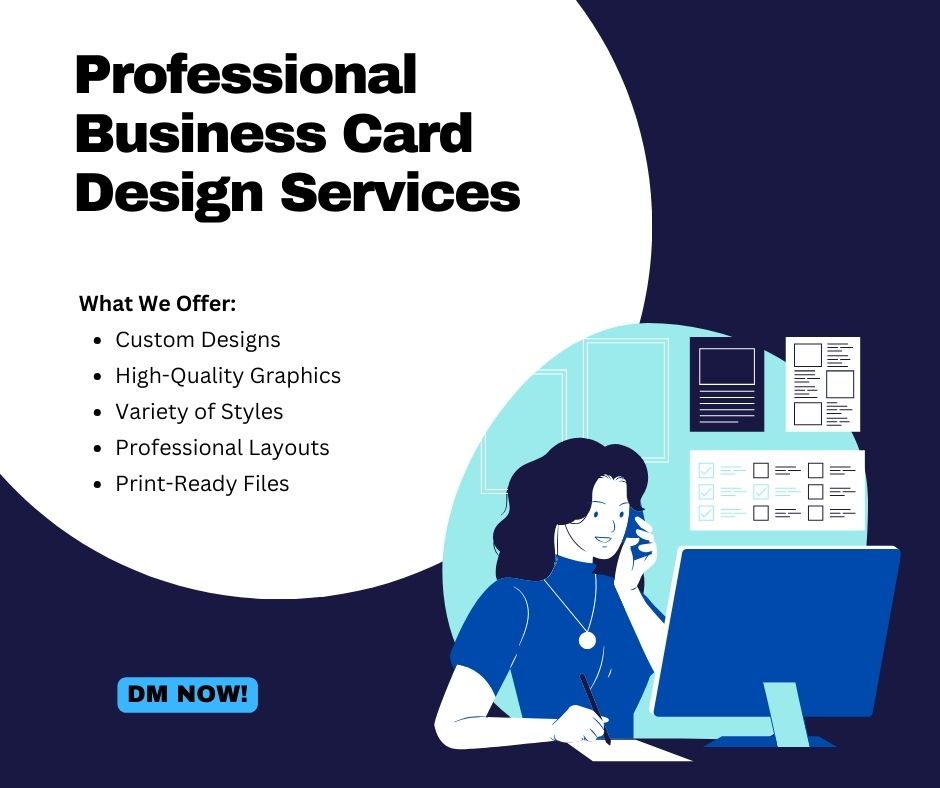 Professional
Business Card
Design Services
What We Offer:
• Custom Designs
• High-Quality Graphics
• Variety of Styles
• Professional Layouts
• Print-Ready Files
DM NOW!